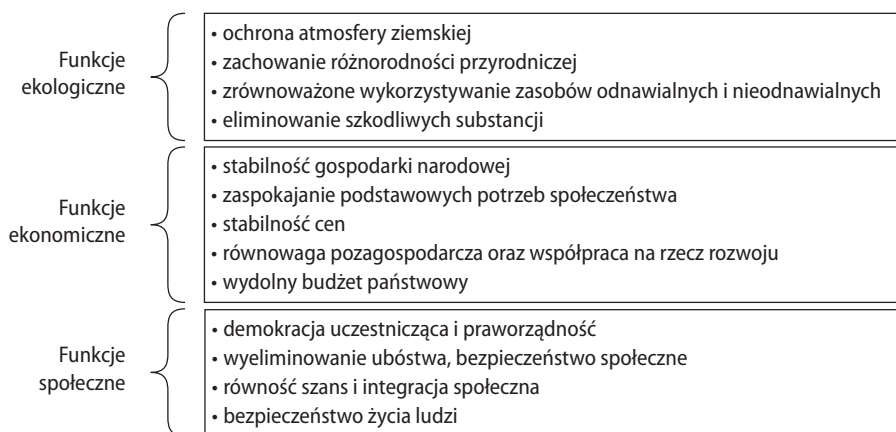 Funkcje
ekologiczne
• ochrona atmosfery ziemskiej
• zachowanie różnorodności przyrodniczej
• zrównoważone wykorzystywanie zasobów odnawialnych i nieodnawialnych
• eliminowanie szkodliwych substancji
Funkcje
ekonomiczne
• stabilność gospodarki narodowej
• zaspokajanie podstawowych potrzeb społeczeństwa
• stabilność cen
• równowaga pozagospodarcza oraz współpraca na rzecz rozwoju
• wydolny budżet państwowy
Funkcje
społeczne
• demokracja uczestnicząca i praworządność
• wyeliminowanie ubóstwa, bezpieczeństwo społeczne
• równość szans i integracja społeczna
• bezpieczeństwo życia ludzi